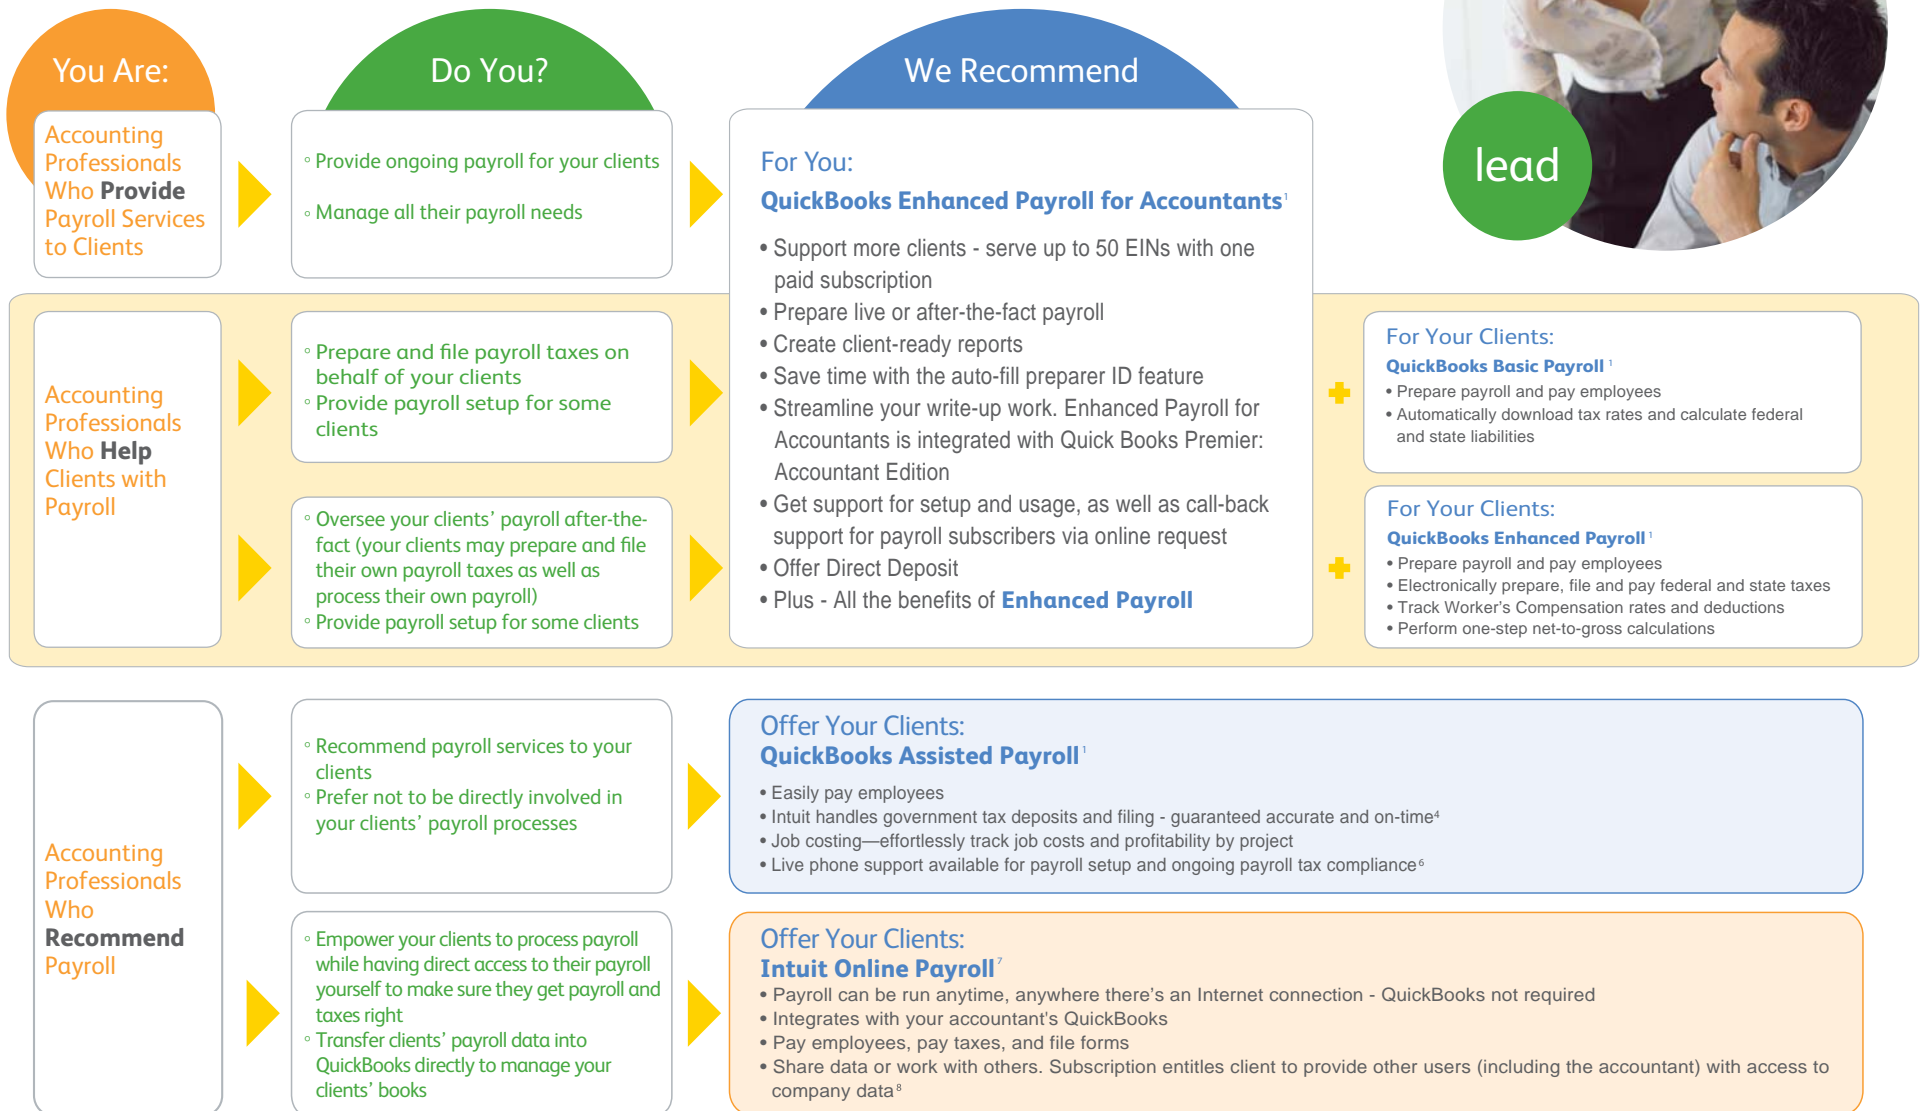 You Are:
Do You?
We Recommend
lead
Accounting
Professionals
Who Provide
Payroll Services
to Clients
◦ Provide ongoing payroll for your clients
◦ Manage all their payroll needs
For You:
QuickBooks Enhanced Payroll for Accountants¹
• Support more clients - serve up to 50 EINs with one
paid subscription
• Prepare live or after-the-fact payroll
• Create client-ready reports
• Save time with the auto-fill preparer ID feature
• Streamline your write-up work. Enhanced Payroll for
Accountants is integrated with Quick Books Premier:
Accountant Edition
• Get support for setup and usage, as well as call-back
support for payroll subscribers via online request
• Offer Direct Deposit
• Plus - All the benefits of Enhanced Payroll
Accounting
Professionals
Who Help
Clients with
Payroll
◦ Prepare and file payroll taxes on
behalf of your clients
◦ Provide payroll setup for some
clients
For Your Clients:
QuickBooks Basic Payroll ¹
• Prepare payroll and pay employees
• Automatically download tax rates and calculate federal
and state liabilities
◦ Oversee your clients’ payroll after-the-
fact (your clients may prepare and file
their own payroll taxes as well as
process their own payroll)
◦ Provide payroll setup for some clients
For Your Clients:
QuickBooks Enhanced Payroll ¹
• Prepare payroll and pay employees
• Electronically prepare, file and pay federal and state taxes
• Track Worker’s Compensation rates and deductions
• Perform one-step net-to-gross calculations
Accounting
Professionals
Who
Recommend
Payroll
◦ Recommend payroll services to your
clients
◦ Prefer not to be directly involved in
your clients’ payroll processes
Offer Your Clients:
QuickBooks Assisted Payroll ¹
• Easily pay employees
• Intuit handles government tax deposits and filing - guaranteed accurate and on-time⁴
• Job costing—effortlessly track job costs and profitability by project
• Live phone support available for payroll setup and ongoing payroll tax compliance⁶
◦ Empower your clients to process payroll
while having direct access to their payroll
yourself to make sure they get payroll and
taxes right
◦ Transfer clients’ payroll data into
QuickBooks directly to manage your
clients’ books
Offer Your Clients:
Intuit Online Payroll⁷
• Payroll can be run anytime, anywhere there’s an Internet connection - QuickBooks not required
• Integrates with your accountant's QuickBooks
• Pay employees, pay taxes, and file forms
• Share data or work with others. Subscription entitles client to provide other users (including the accountant) with access to
company data⁸